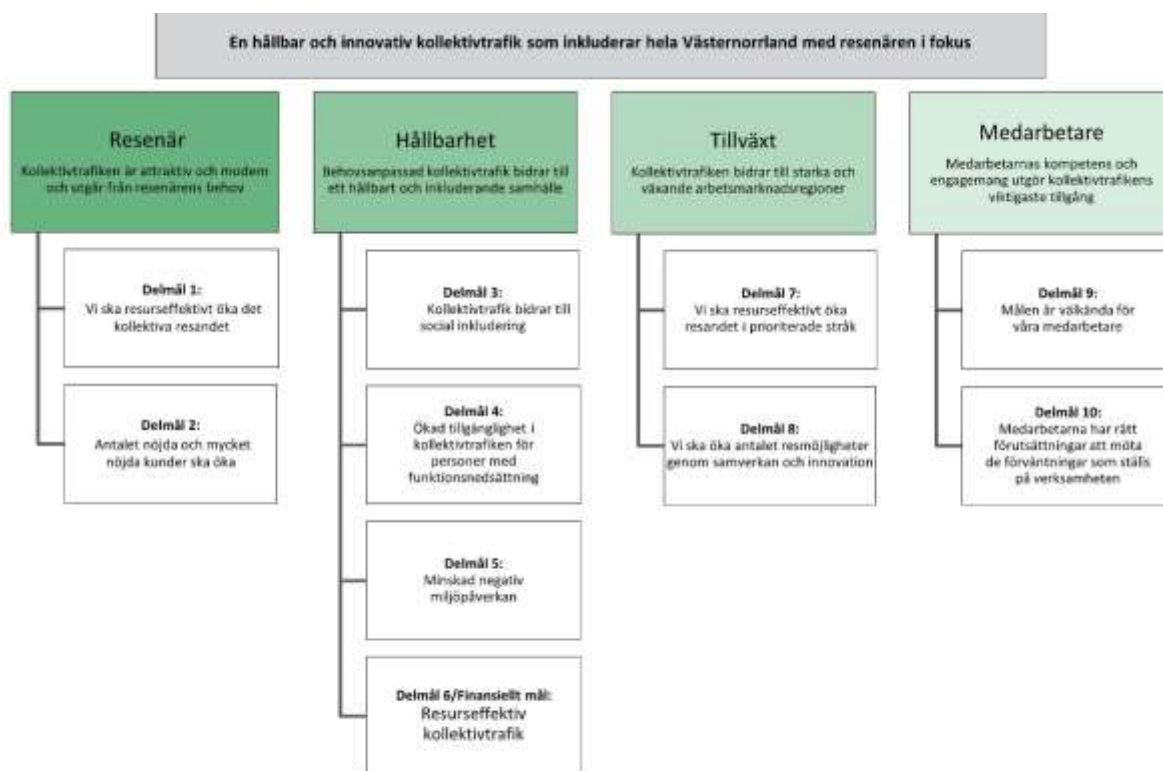 En hållbar och innovativ kollektivtrafik som inkluderar hela Västernorrland med resenären i fokus
Resenär
Kollektivtrafiken är attraktiv och modern
och utgår från resenärens behov
Delmål 1:
Vi ska resurseffektivt öka det
kollektiva resandet
Delmål 2:
Antalet nöjda och mycket
nöjda kunder ska öka
Hållbarhet
Behovsanpassad kollektivtrafik bidrar till
ett hållbart och inkluderande samhälle
Delmål 3:
Kollektivtrafik bidrar till
social inkludering
Delmål 4:
Ökad tillgänglighet i
kollektivtrafiken för
personer med
funktionsnedsättning
Delmål 5:
Minskad negativ
miljöpåverkan
Delmål 6/Finansiellt mål:
Resurseffektiv
kollektivtrafik
Tillväxt
Kollektivtrafiken bidrar till starka och
växande arbetsmarknadsregioner
Delmål 7:
Vi ska resurseffektivt öka
resandet i prioriterade stråk
Delmål 8:
Vi ska öka antalet resmöjligheter
genom samverkan och innovation
Medarbetare
Medarbetarnas kompetens och
engagemang utgör kollektivtrafikens
viktigaste tillgång
Delmål 9:
Målen är välkända för
våra medarbetare
Delmål 10:
Medarbetarna har rätt
förutsättningar att möta
de förväntningar som ställs
på verksamheten